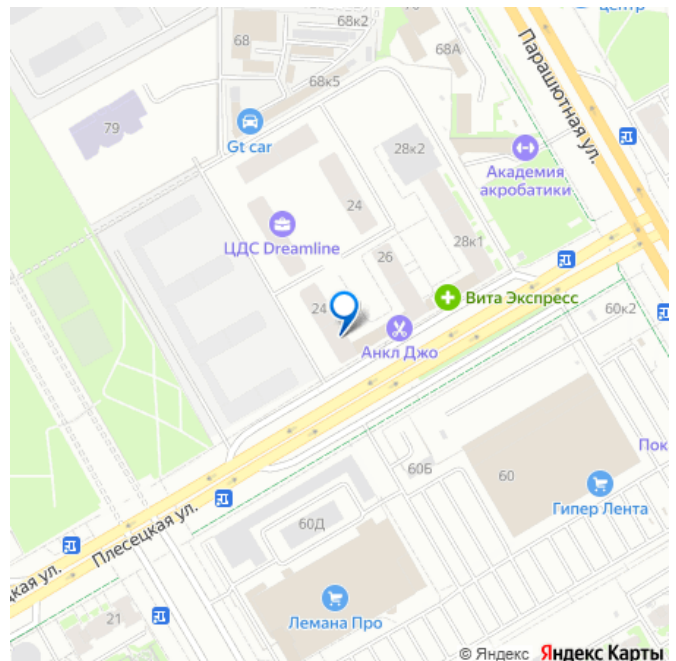 центр
68к2
68
68А
68к5
Парашютная ул.
79
Gt car
28к2
Академия
акробатики
24
ЦДС Dreamline
28к1
26
24
Вита Экспресс
60к2
Анкл Джо
Пок
60Б
60
Гипер Лента
60Д
Плесецкая ул.
цкая ул.
21
Лемана Про
© Яндекс Яндекс Карты